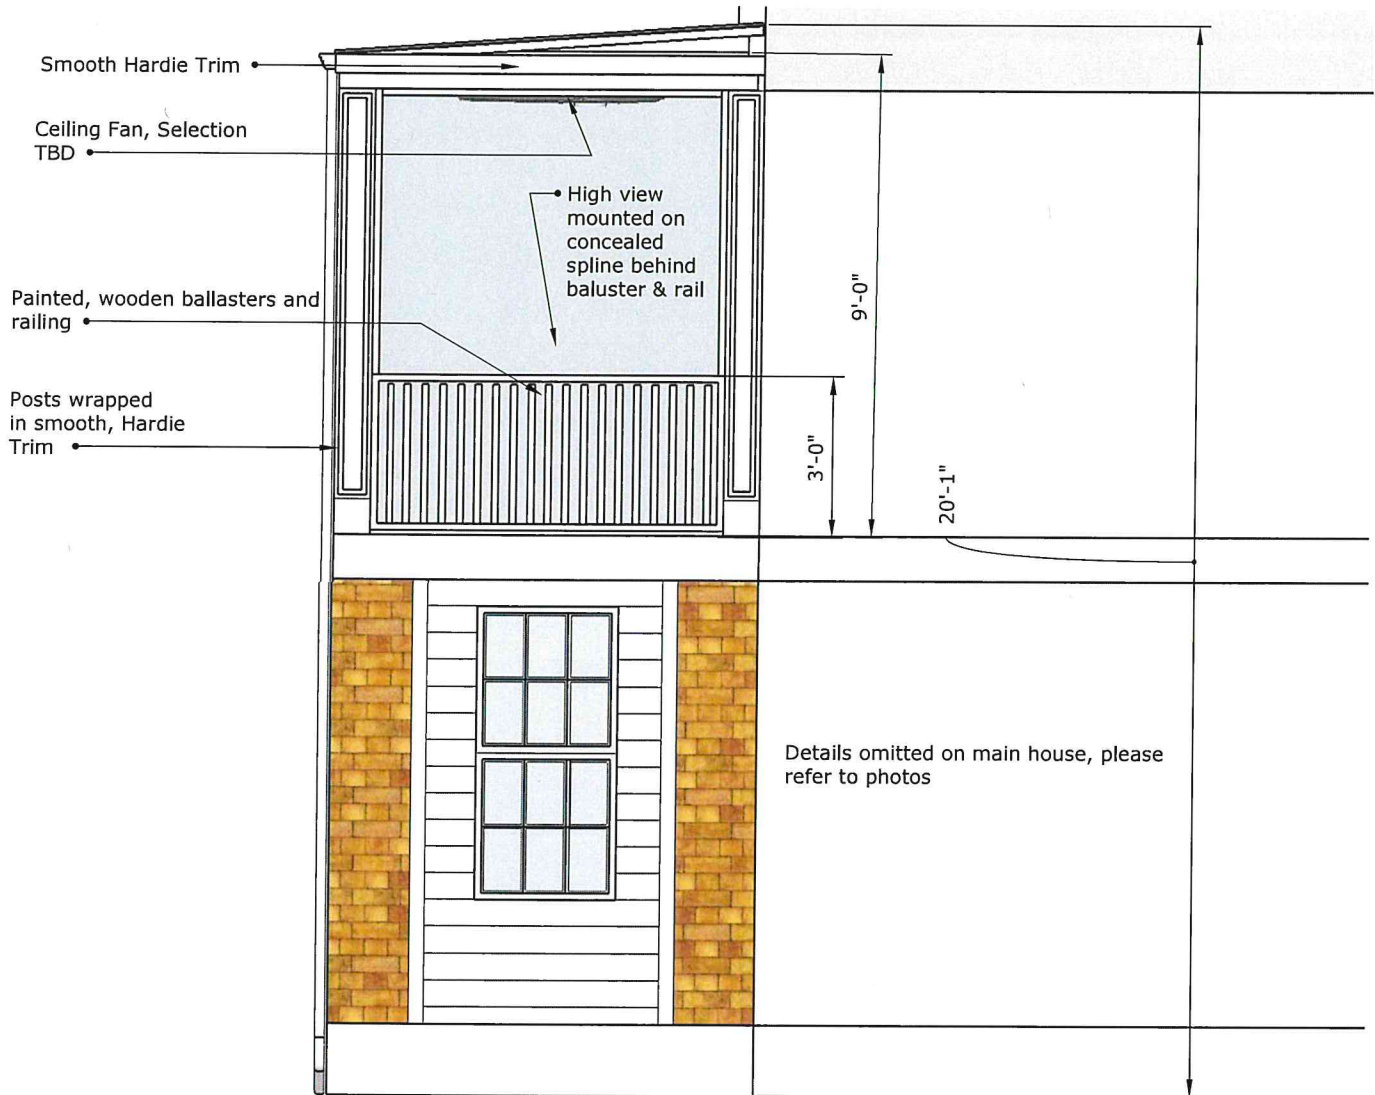 Smooth Hardie Trim
Ceiling Fan, Selection
TBD
High view
mounted on
concealed
spline behind
baluster & rail
Painted, wooden ballasters and
railing
Posts wrapped
in smooth, Hardie
Trim
9'-0"
3'-0"
20'-1"
Details omitted on main house, please
refer to photos